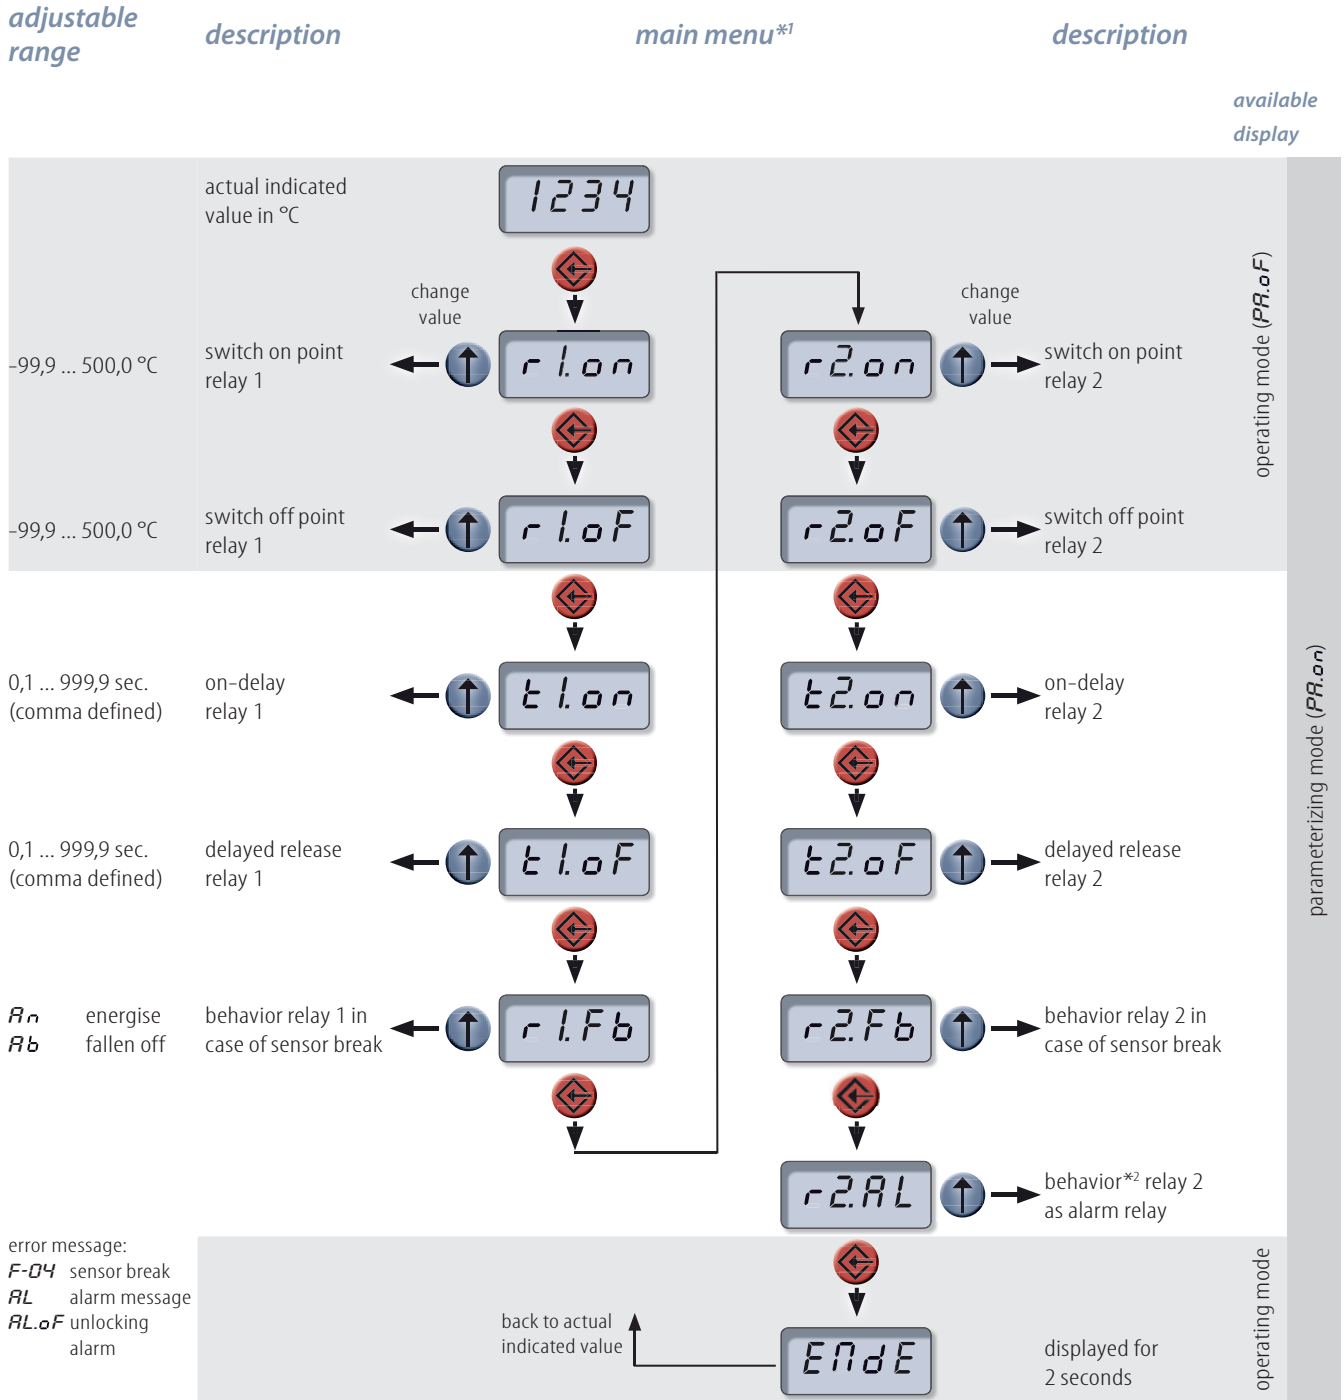 adjustable
range
description
main menu*1
description
available
display
actual indicated
value in °C
1234
change
value
change
value
-99,9 ... 500,0 °C
switch on point
relay 1
r1.on
r2.on
switch on point
relay 2
operating mode (PA.oF)
-99,9 ... 500,0 °C
switch off point
relay 1
r1.oF
r2.oF
switch off point
relay 2
0,1 ... 999,9 sec.
(comma defined)
on-delay
relay 1
t1.on
t2.on
on-delay
relay 2
parameterizing mode (PA.on)
0,1 ... 999,9 sec.
(comma defined)
delayed release
relay 1
t1.oF
t2.oF
delayed release
relay 2
An energise
Ab fallen off
behavior relay 1 in
case of sensor break
r1.Fb
r2.Fb
behavior relay 2 in
case of sensor break
r2.AL
behavior*2 relay 2
as alarm relay
error message:
F-04 sensor break
AL alarm message
AL.oF unlocking
alarm
back to actual
indicated value
EndE
displayed for
2 seconds
operating mode